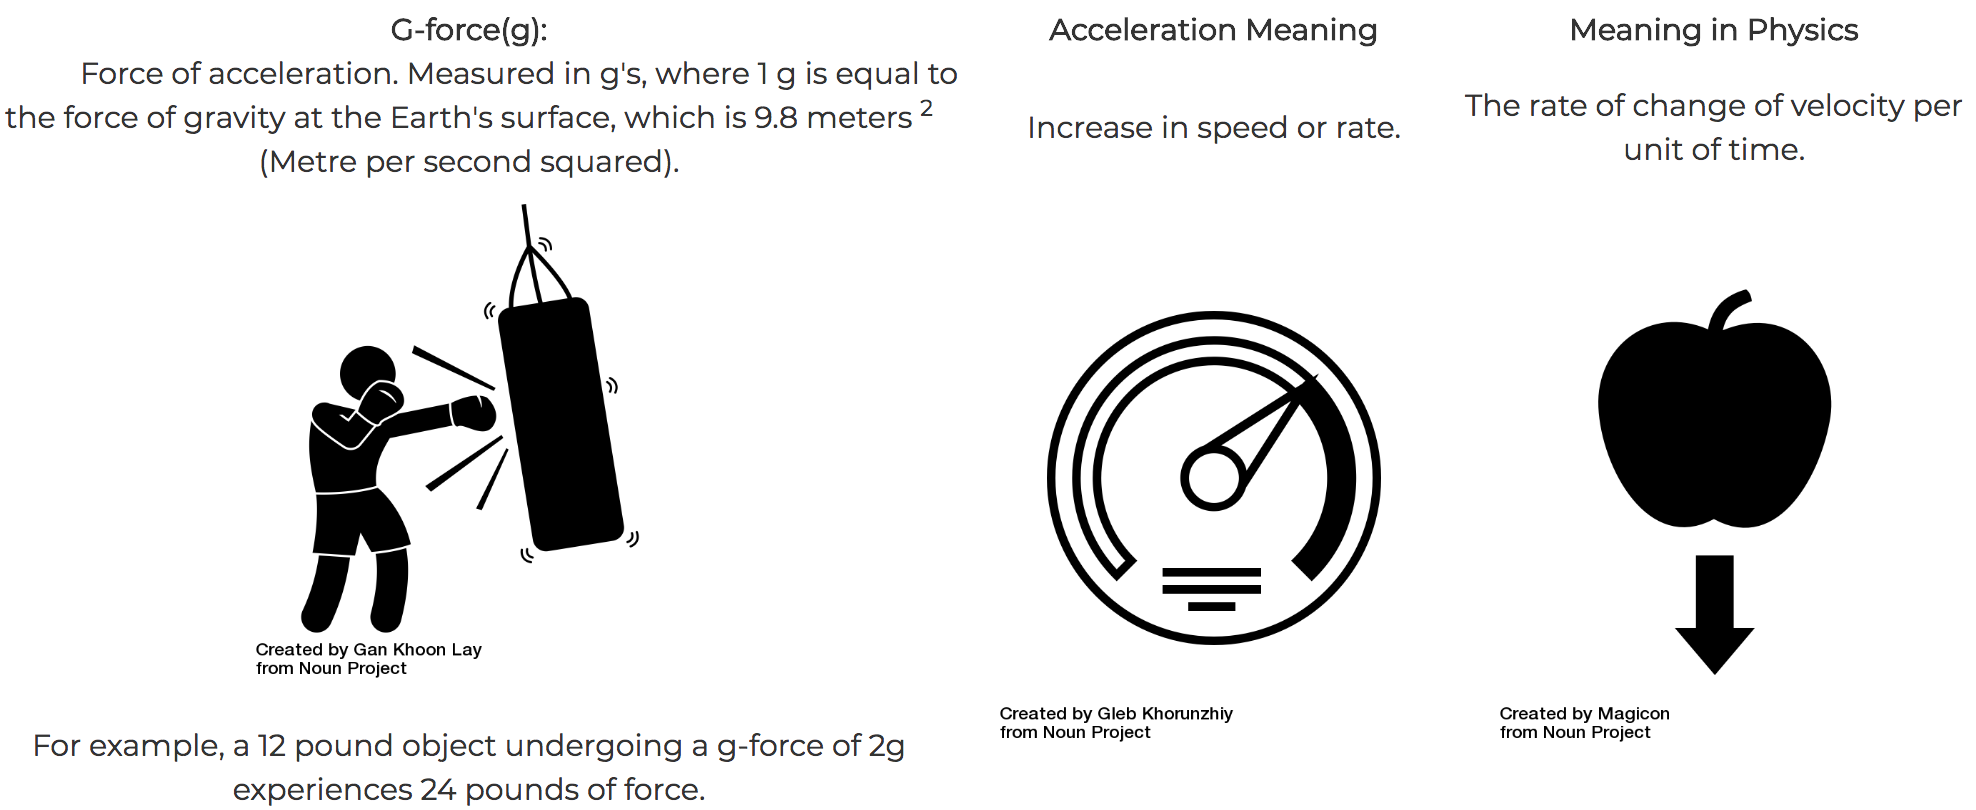 G-force(g):
Force of acceleration. Measured in g's, where 1 g is equal to
the force of gravity at the Earth's surface, which is 9.8 meters ²
(Metre per second squared).
Created by Gan Khoon Lay
from Noun Project
For example, a 12 pound object undergoing a g-force of 2g
experiences 24 pounds of force.
Acceleration Meaning
Increase in speed or rate.
Created by Gleb Khorunzhiy
from Noun Project
Meaning in Physics
The rate of change of velocity per
unit of time.
Created by Magicon
from Noun Project